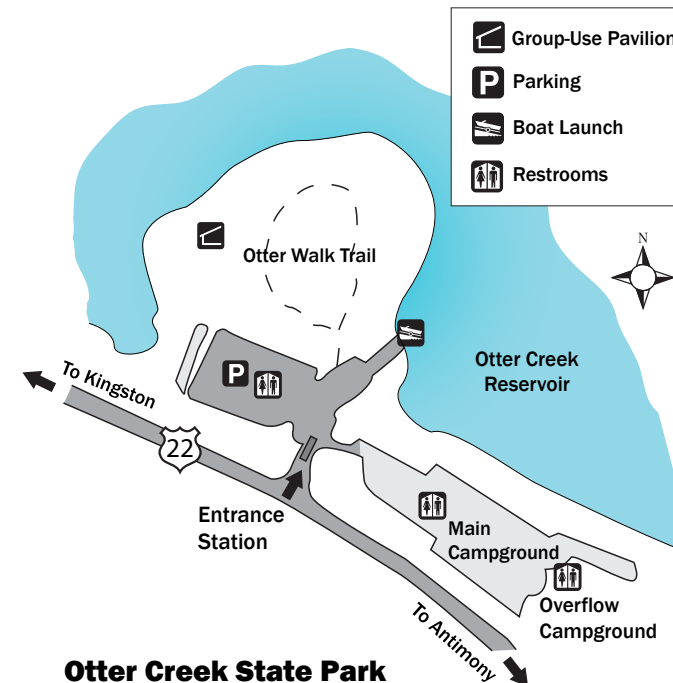 Group-Use Pavilion
P
Parking
Boat Launch
Restrooms
N
Otter Walk Trail
Otter Creek
Reservoir
To Kingston
P
22
Entrance
Station
Main
Campground
Overflow
Campground
To Antimony
Otter Creek State Park